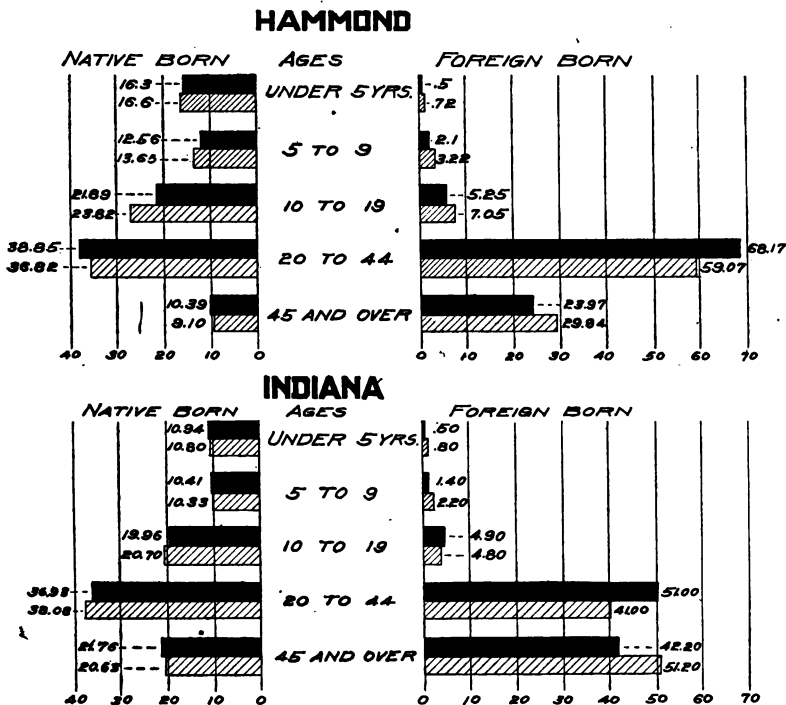 HAMMOND
NATIVE BORN AGES FOREIGN BORN
16.3 UNDER 5 YRS. .5
16.6 .72
12.56 5 TO 9 2.1
13.65 3.22
21.89 10 TO 19 5.25
23.82 7.05
38.85 20 TO 44 68.17
36.82 59.07
10.39 45 AND OVER 23.97
9.10 29.84
40 30 20 10 0 0 10 20 30 40 50 60 70
INDIANA
NATIVE BORN AGES FOREIGN BORN
10.94 UNDER 5 YRS. .50
10.80 .80
10.41 5 TO 9 1.40
10.33 2.20
19.96 10 TO 19 4.90
20.70 4.80
36.93 20 TO 44 51.00
38.08 41.00
21.76 45 AND OVER 42.20
20.63 51.20
40 30 20 10 0 0 10 20 30 40 50 60 70